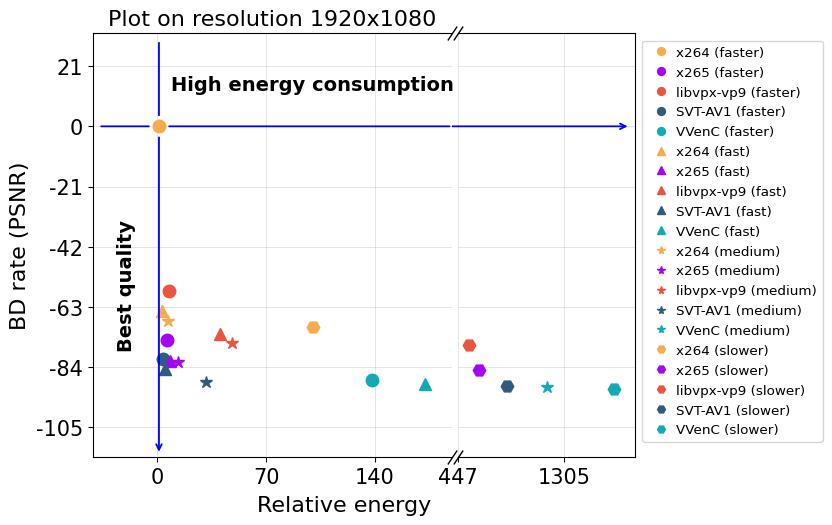 Plot on resolution 1920x1080
High energy consumption
Best quality
BD rate (PSNR)
21
0
-21
-42
-63
-84
-105
0 70 140 447 1305
Relative energy
x264 (faster)
x265 (faster)
libvpx-vp9 (faster)
SVT-AV1 (faster)
VVenC (faster)
x264 (fast)
x265 (fast)
libvpx-vp9 (fast)
SVT-AV1 (fast)
VVenC (fast)
x264 (medium)
x265 (medium)
libvpx-vp9 (medium)
SVT-AV1 (medium)
VVenC (medium)
x264 (slower)
x265 (slower)
libvpx-vp9 (slower)
SVT-AV1 (slower)
VVenC (slower)